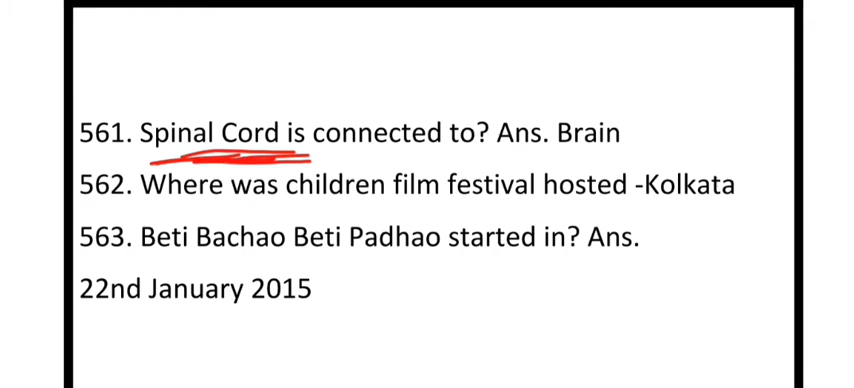 561. Spinal Cord is connected to? Ans. Brain
562. Where was children film festival hosted -Kolkata
563. Beti Bachao Beti Padhao started in? Ans.
22nd January 2015